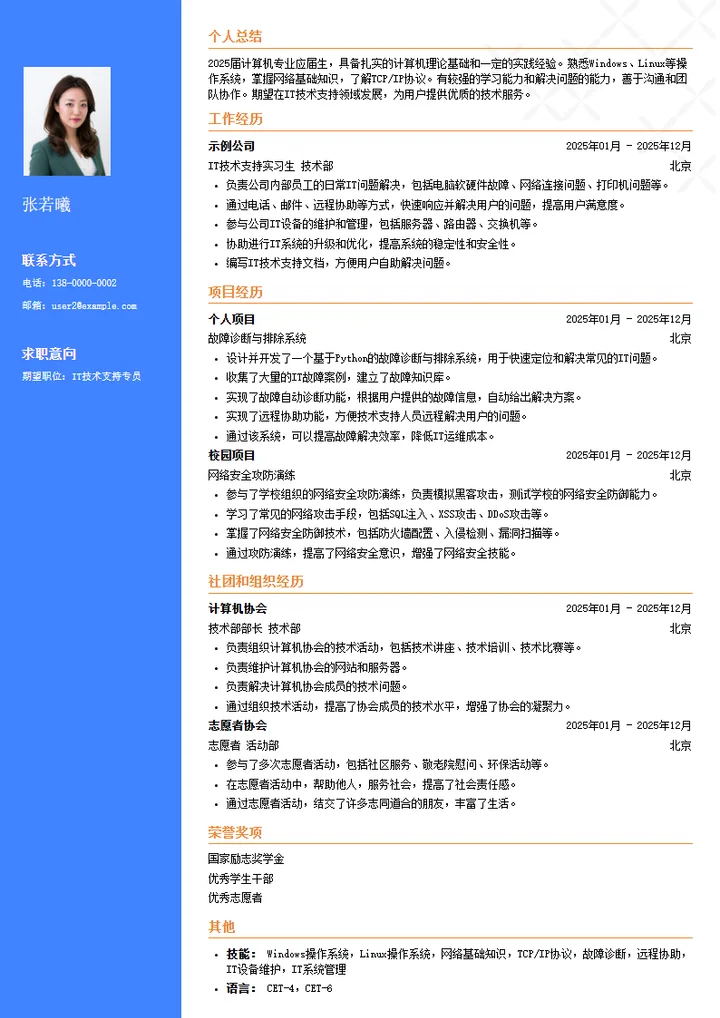 张若曦
联系方式
电话：138-0000-0002
邮箱：user2@example.com
求职意向
期望职位：IT技术支持专员
个人总结
2025届计算机专业应届生，具备扎实的计算机理论基础和一定的实践经验。熟悉Windows、Linux等操
作系统，掌握网络基础知识，了解TCP/IP协议。有较强的学习能力和解决问题的能力，善于沟通和团
队协作。期望在IT技术支持领域发展，为用户提供优质的技术服务。
工作经历
示例公司 2025年01月 - 2025年12月
IT技术支持实习生 技术部 北京
• 负责公司内部员工的日常IT问题解决，包括电脑软硬件故障、网络连接问题、打印机问题等。
• 通过电话、邮件、远程协助等方式，快速响应并解决用户的问题，提高用户满意度。
• 参与公司IT设备的维护和管理，包括服务器、路由器、交换机等。
• 协助进行IT系统的升级和优化，提高系统的稳定性和安全性。
• 编写IT技术支持文档，方便用户自助解决问题。
项目经历
个人项目 2025年01月 - 2025年12月
故障诊断与排除系统 北京
• 设计并开发了一个基于Python的故障诊断与排除系统，用于快速定位和解决常见的IT问题。
• 收集了大量的IT故障案例，建立了故障知识库。
• 实现了故障自动诊断功能，根据用户提供的故障信息，自动给出解决方案。
• 实现了远程协助功能，方便技术支持人员远程解决用户的问题。
• 通过该系统，可以提高故障解决效率，降低IT运维成本。
校园项目 2025年01月 - 2025年12月
网络安全攻防演练 北京
• 参与了学校组织的网络安全攻防演练，负责模拟黑客攻击，测试学校的网络安全防御能力。
• 学习了常见的网络攻击手段，包括SQL注入、XSS攻击、DDoS攻击等。
• 掌握了网络安全防御技术，包括防火墙配置、入侵检测、漏洞扫描等。
• 通过攻防演练，提高了网络安全意识，增强了网络安全技能。
社团和组织经历
计算机协会 2025年01月 - 2025年12月
技术部部长 技术部 北京
• 负责组织计算机协会的技术活动，包括技术讲座、技术培训、技术比赛等。
• 负责维护计算机协会的网站和服务器。
• 负责解决计算机协会成员的技术问题。
• 通过组织技术活动，提高了协会成员的技术水平，增强了协会的凝聚力。
志愿者协会 2025年01月 - 2025年12月
志愿者 活动部 北京
• 参与了多次志愿者活动，包括社区服务、敬老院慰问、环保活动等。
• 在志愿者活动中，帮助他人，服务社会，提高了社会责任感。
• 通过志愿者活动，结交了许多志同道合的朋友，丰富了生活。
荣誉奖项
国家励志奖学金
优秀学生干部
优秀志愿者
其他
• 技能： Windows操作系统，Linux操作系统，网络基础知识，TCP/IP协议，故障诊断，远程协助，
IT设备维护，IT系统管理
• 语言： CET-4，CET-6